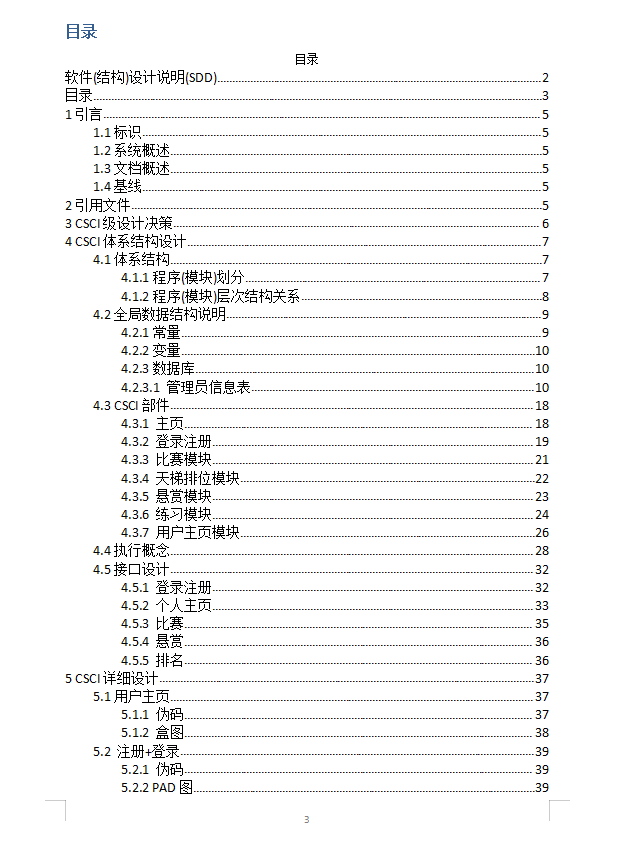 目录
目录
软件(结构)设计说明(SDD)........2
目录........3
1 引言........5
1.1 标识........5
1.2 系统概述........5
1.3 文档概述........5
1.4 基线........5
2 引用文件........5
3 CSCI 级设计决策........6
4 CSCI 体系结构设计........7
4.1 体系结构........7
4.1.1 程序(模块)划分........7
4.1.2 程序(模块)层次结构关系........8
4.2 全局数据结构说明........9
4.2.1 常量........9
4.2.2 变量........10
4.2.3 数据库........10
4.2.3.1 管理员信息表........10
4.3 CSCI 部件........18
4.3.1 主页........18
4.3.2 登录注册........19
4.3.3 比赛模块........21
4.3.4 天梯排位模块........22
4.3.5 悬赏模块........23
4.3.6 练习模块........24
4.3.7 用户主页模块........26
4.4 执行概念........28
4.5 接口设计........32
4.5.1 登录注册........32
4.5.2 个人主页........33
4.5.3 比赛........35
4.5.4 悬赏........36
4.5.5 排名........36
5 CSCI 详细设计........37
5.1 用户主页........37
5.1.1 伪码........37
5.1.2 盒图........38
5.2 注册+登录........39
5.2.1 伪码........39
5.2.2 PAD 图........39
3